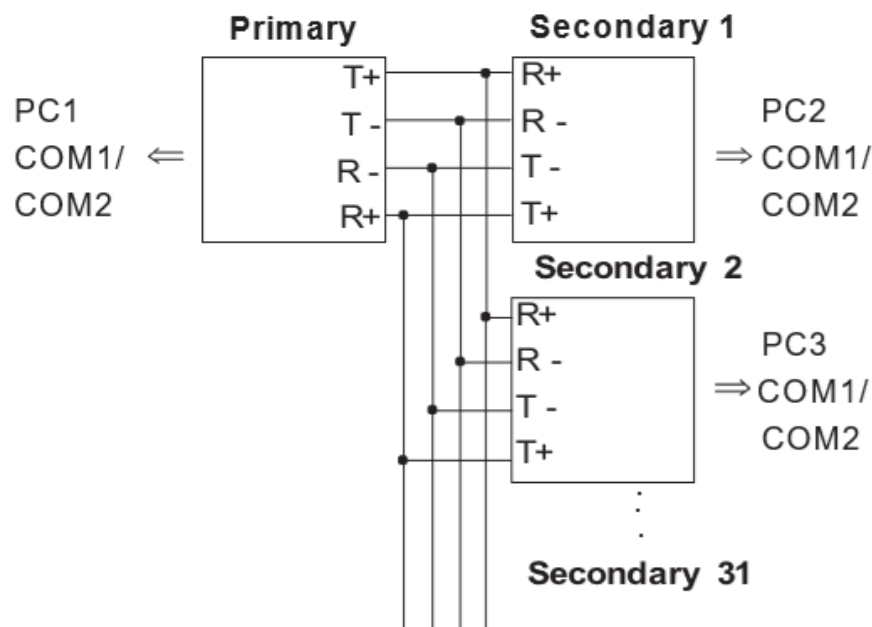 Primary
Secondary 1
PC1
COM1/
COM2
⇐
T+
T -
R -
R+
R+
R -
T -
T+
⇒
PC2
COM1/
COM2
Secondary 2
R+
R -
T -
T+
⇒
PC3
COM1/
COM2
Secondary 31